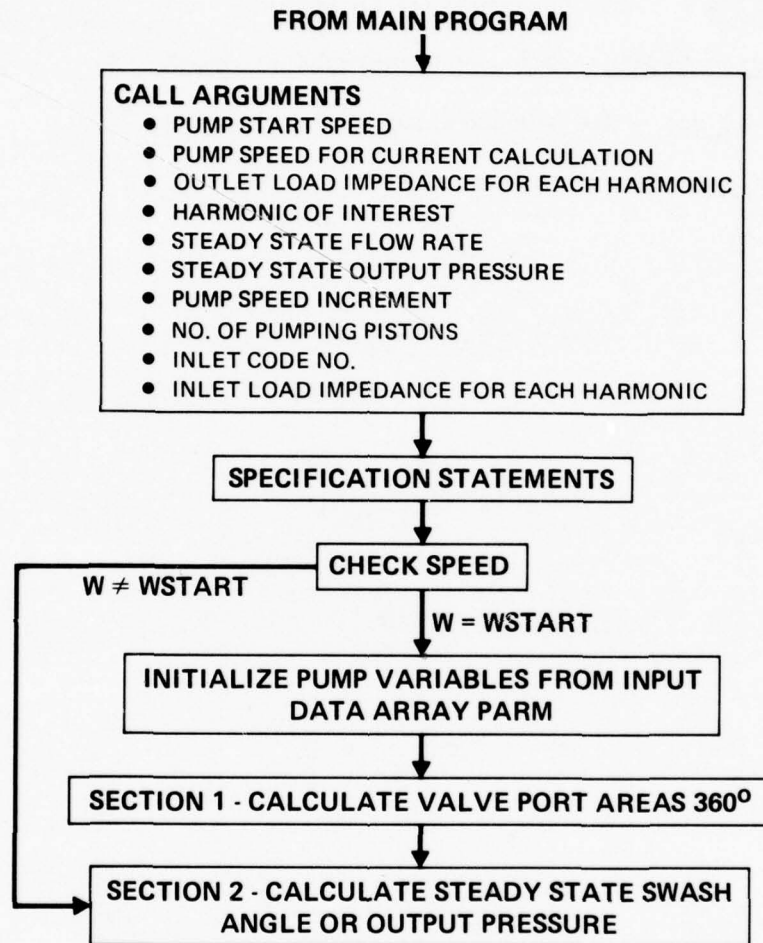 FROM MAIN PROGRAM
CALL ARGUMENTS
• PUMP START SPEED
• PUMP SPEED FOR CURRENT CALCULATION
• OUTLET LOAD IMPEDANCE FOR EACH HARMONIC
• HARMONIC OF INTEREST
• STEADY STATE FLOW RATE
• STEADY STATE OUTPUT PRESSURE
• PUMP SPEED INCREMENT
• NO. OF PUMPING PISTONS
• INLET CODE NO.
• INLET LOAD IMPEDANCE FOR EACH HARMONIC
SPECIFICATION STATEMENTS
CHECK SPEED
W ≠ WSTART
W = WSTART
INITIALIZE PUMP VARIABLES FROM INPUT
DATA ARRAY PARM
SECTION 1 - CALCULATE VALVE PORT AREAS 360°
SECTION 2 - CALCULATE STEADY STATE SWASH
ANGLE OR OUTPUT PRESSURE